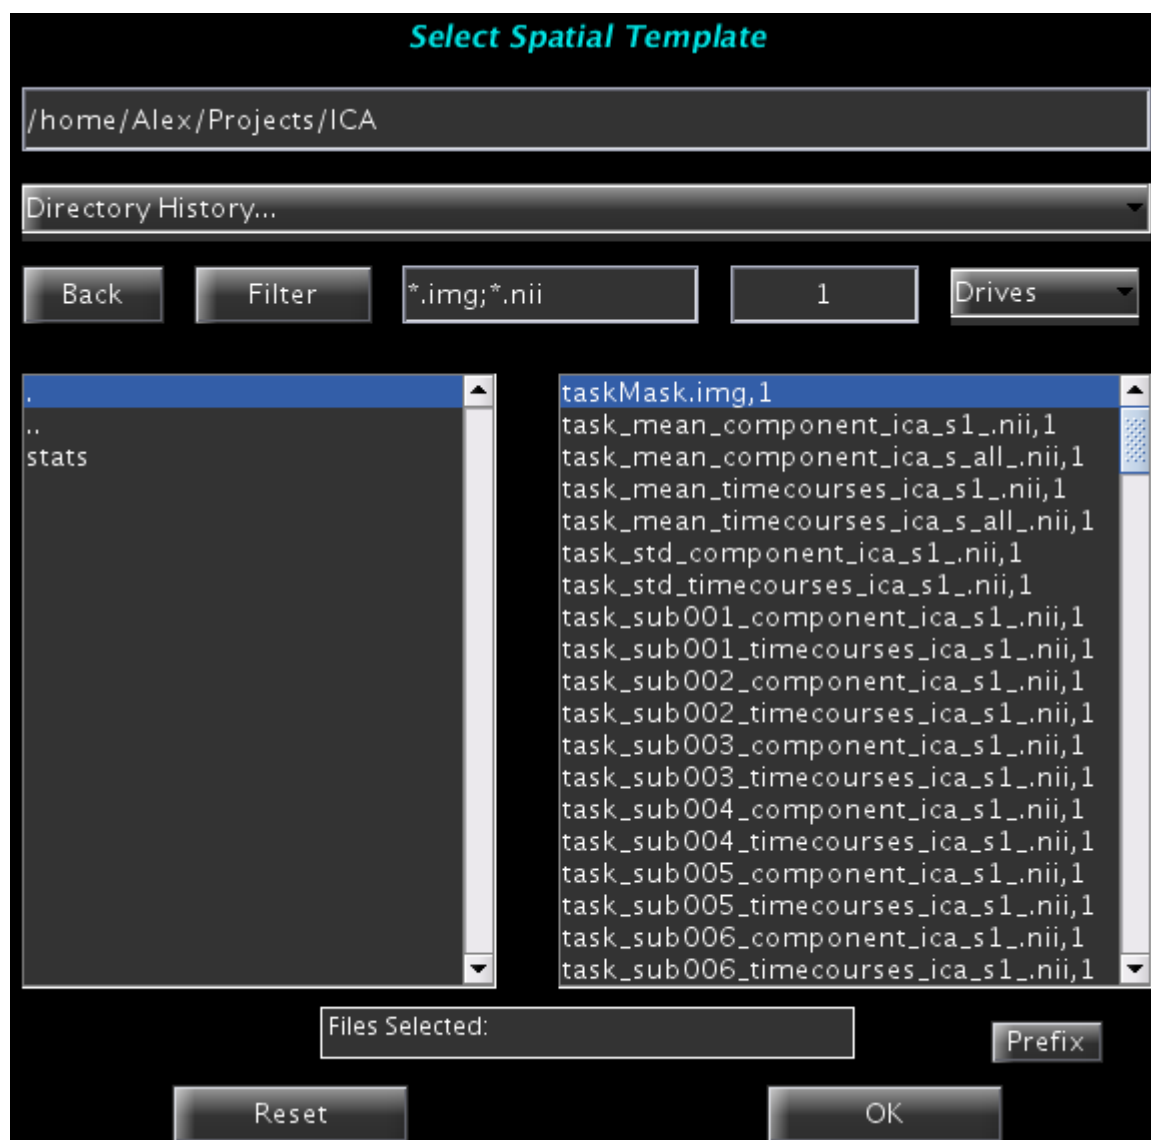 Select Spatial Template
/home/Alex/Projects/ICA
Directory History...
Back
Filter
*.img;*.nii
1
Drives
.
..
stats
taskMask.img,1
task_mean_component_ica_s1_.nii,1
task_mean_component_ica_s_all_.nii,1
task_mean_timecourses_ica_s1_.nii,1
task_mean_timecourses_ica_s_all_.nii,1
task_std_component_ica_s1_.nii,1
task_std_timecourses_ica_s1_.nii,1
task_sub001_component_ica_s1_.nii,1
task_sub001_timecourses_ica_s1_.nii,1
task_sub002_component_ica_s1_.nii,1
task_sub002_timecourses_ica_s1_.nii,1
task_sub003_component_ica_s1_.nii,1
task_sub003_timecourses_ica_s1_.nii,1
task_sub004_component_ica_s1_.nii,1
task_sub004_timecourses_ica_s1_.nii,1
task_sub005_component_ica_s1_.nii,1
task_sub005_timecourses_ica_s1_.nii,1
task_sub006_component_ica_s1_.nii,1
task_sub006_timecourses_ica_s1_.nii,1
Files Selected:
Prefix
Reset
OK